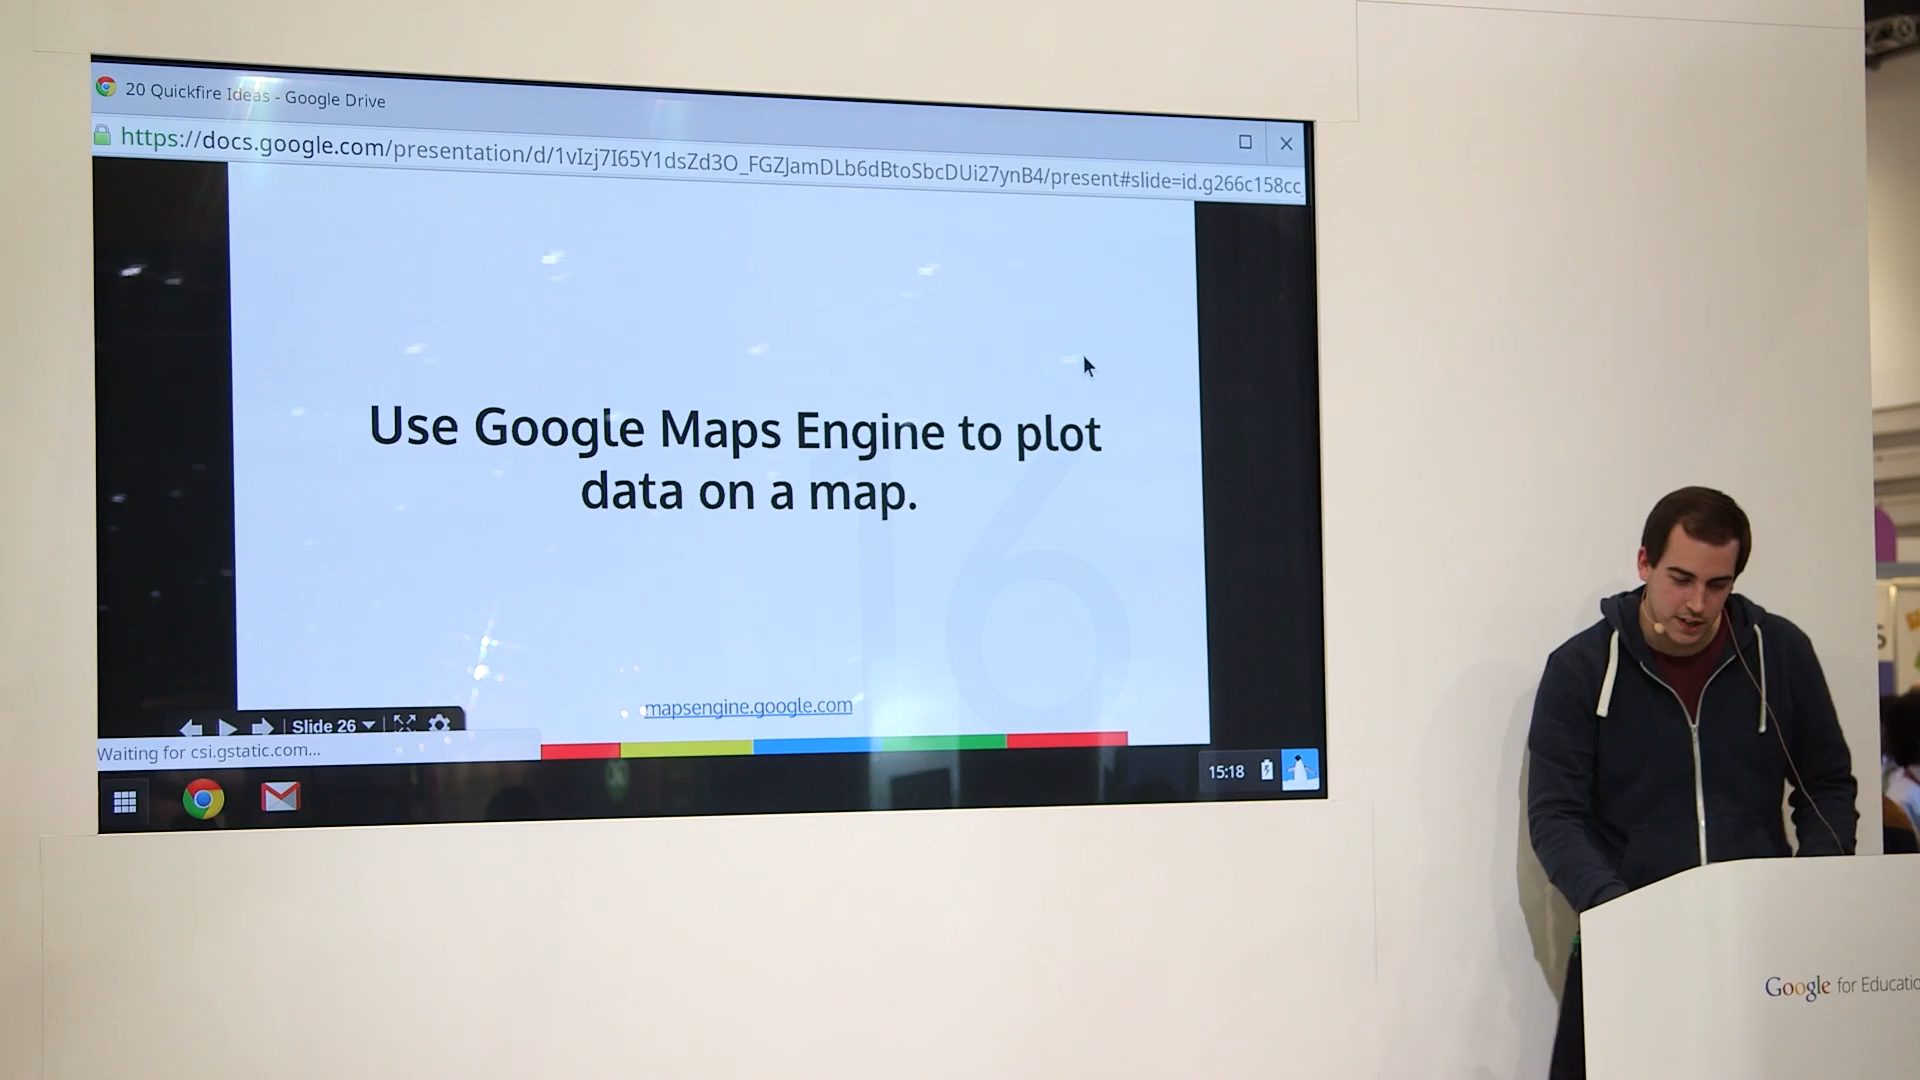 20 Quickfire Ideas - Google Drive
https://docs.google.com/presentation/d/1vIzj7I65Y1dsZd3O_FGZJamDLb6dBtoSbcDUi27ynB4/present#slide=id.g266c158cc
16
Use Google Maps Engine to plot
data on a map.
mapsengine.google.com
Slide 26
Waiting for csi.gstatic.com...
15:18
Google for Educatio